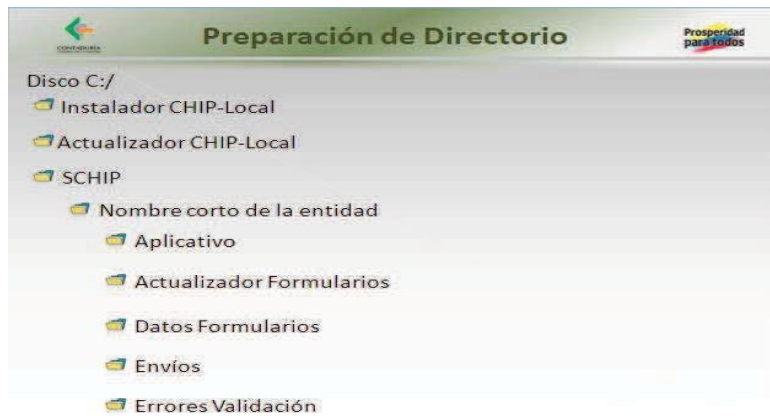 CONTADURÍA
Preparación de Directorio
Prosperidad
para todos
Disco C:/
Instalador CHIP-Local
Actualizador CHIP-Local
SCHIP
Nombre corto de la entidad
Aplicativo
Actualizador Formularios
Datos Formularios
Envíos
Errores Validación